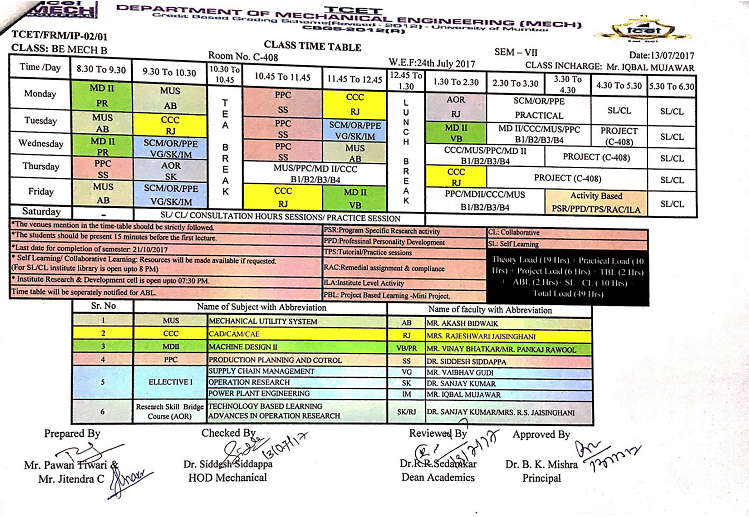 TCET
DEPARTMENT OF MECHANICAL ENGINEERING (MECH)
Credit Based Grading Scheme(Revised - 2012) - University of Mumbai
CBGS-2012(R)
TCET/FRM/IP-02/01
CLASS: BE MECH B
CLASS TIME TABLE
Room No. C-408
W.E.F:24th July 2017
SEM – VII
Date:13/07/2017
CLASS INCHARGE: Mr. IQBAL MUJAWAR
Time /Day 8.30 To 9.30 9.30 To 10.30 10.30 To 10.45 10.45 To 11.45 11.45 To 12.45 12.45 To 1.30 1.30 To 2.30 2.30 To 3.30 3.30 To 4.30 4.30 To 5.30 5.30 To 6.30
TEA BREAK
LUNCH BREAK
Monday MD II PR MUS AB PPC SS CCC RJ AOR RJ SCM/OR/PPE PRACTICAL SL/CL SL/CL
Tuesday MUS AB CCC RJ PPC SS SCM/OR/PPE VG/SK/IM MD II VB MD II/CCC/MUS/PPC B1/B2/B3/B4 PROJECT (C-408) SL/CL
Wednesday MD II PR SCM/OR/PPE VG/SK/IM PPC SS MUS AB CCC/MUS/PPC/MD II B1/B2/B3/B4 PROJECT (C-408) SL/CL
Thursday PPC SS AOR SK MUS/PPC/MD II/CCC B1/B2/B3/B4 CCC RJ PROJECT (C-408) SL/CL
Friday MUS AB SCM/OR/PPE VG/SK/IM CCC RJ MD II VB PPC/MDII/CCC/MUS B1/B2/B3/B4 Activity Based PSR/PPD/TPS/RAC/ILA SL/CL
Saturday – SL/ CL/ CONSULTATION HOURS SESSIONS/ PRACTICE SESSION
*The venues mention in the time-table should be strictly followed.
*The students should be present 15 minutes before the first lecture.
*Last date for completion of semester: 21/10/2017
* Self Learning/ Collaborative Learning: Resources will be made available if requested.
(For SL/CL institute library is open upto 8 PM)
* Institute Research & Development cell is open upto 07:30 PM.
Time table will be seperately notified for ABL.
PSR:Program Specific Research activity
PPD:Professinal Personality Development
TPS:Tutorial/Practice sessions
RAC:Remedial assignment & compliance
ILA:Institute Level Activity
PBL: Project Based Learning -Mini Project.
CL: Collaborative
SL: Self Learning
Theory Load (19 Hrs) + Practical Load (10
Hrs) + Project Load (6 Hrs) + TBL (2 Hrs)
+ ABL (2 Hrs)+ SL +CL ( 10 Hrs)
Total Load (49 Hrs)
Sr. No Name of Subject with Abbreviation Name of faculty with Abbreviation
1 MUS MECHANICAL UTILITY SYSTEM AB MR. AKASH BIDWAIK
2 CCC CAD/CAM/CAE RJ MRS. RAJESHWARI JAISINGHANI
3 MDII MACHINE DESIGN II VB/PR MR. VINAY BHATKAR/MR. PANKAJ RAWOOL
4 PPC PRODUCTION PLANNING AND COTROL SS DR. SIDDESH SIDDAPPA
5 ELLECTIVE I SUPPLY CHAIN MANAGEMENT VG MR. VAIBHAV GUDI
OPERATION RESEARCH SK DR. SANJAY KUMAR
POWER PLANT ENGINEERING IM MR. IQBAL MUJAWAR
6 Research Skill Bridge Course (AOR) TECHNOLOGY BASED LEARNING ADVANCES IN OPERATION RESEARCH SK/RJ DR. SANJAY KUMAR/MRS. R.S. JAISINGHANI
Prepared By Checked By Reviewed By Approved By
13/07/17
Mr. Pawan Tiwari & Dr. Siddesh Siddappa Dr.R.R.Sedamkar Dr. B. K. Mishra
Mr. Jitendra C HOD Mechanical Dean Academics Principal